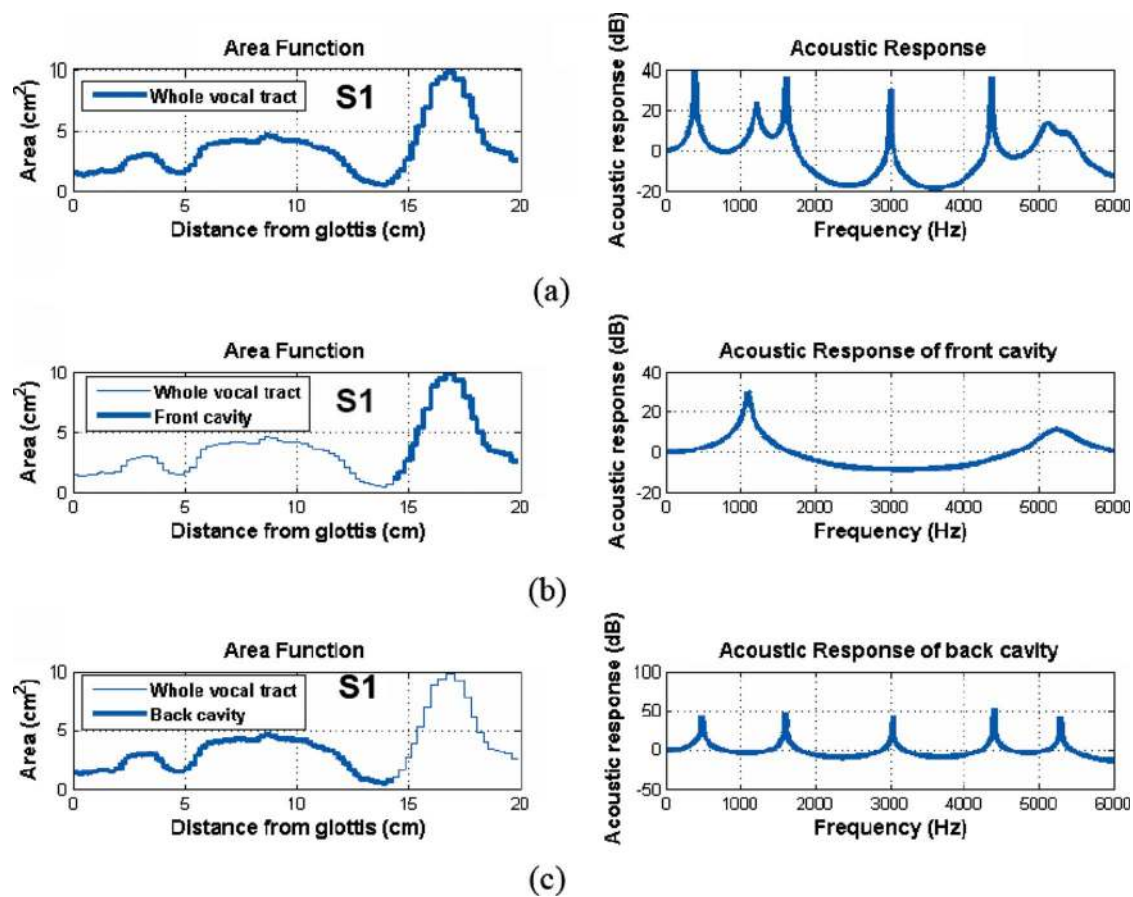 Area Function
Area (cm2)
10
5
0
Whole vocal tract
S1
0 5 10 15 20
Distance from glottis (cm)
Acoustic Response
Acoustic response (dB)
40
20
0
-20
0 1000 2000 3000 4000 5000 6000
Frequency (Hz)
(a)
Area Function
Area (cm2)
10
5
0
Whole vocal tract
Front cavity
S1
0 5 10 15 20
Distance from glottis (cm)
Acoustic Response of front cavity
Acoustic response (dB)
40
20
0
-20
0 1000 2000 3000 4000 5000 6000
Frequency (Hz)
(b)
Area Function
Area (cm2)
10
5
0
Whole vocal tract
Back cavity
S1
0 5 10 15 20
Distance from glottis (cm)
Acoustic Response of back cavity
Acoustic response (dB)
100
50
0
-50
0 1000 2000 3000 4000 5000 6000
Frequency (Hz)
(c)